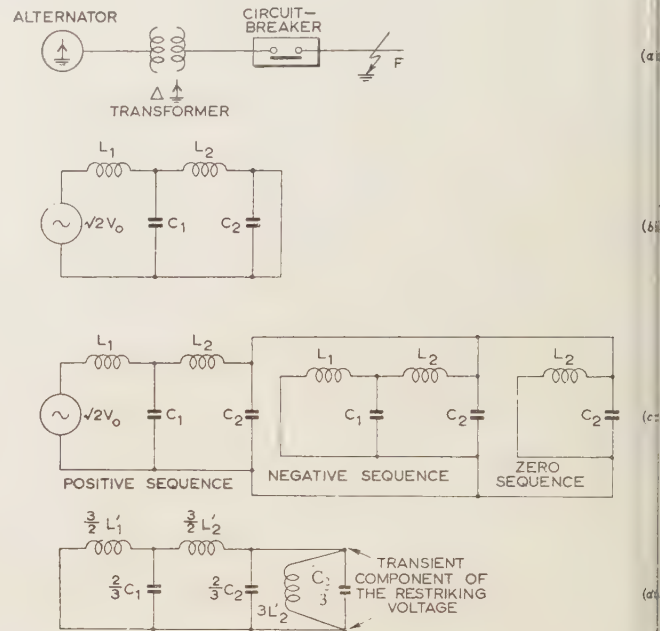 ALTERNATOR
CIRCUIT-
BREAKER
F
Δ
TRANSFORMER
(a
L₁
L₂
√2V₀
C₁
C₂
(b
L₁
L₂
L₁
L₂
L₂
√2V₀
C₁
C₂
C₁
C₂
C₂
(c
POSITIVE SEQUENCE
NEGATIVE SEQUENCE
ZERO
SEQUENCE
3/2 L'₁
3/2 L'₂
2/3 C₁
2/3 C₂
3L'₂
C₂/3
TRANSIENT
COMPONENT OF
THE RESTRIKING
VOLTAGE